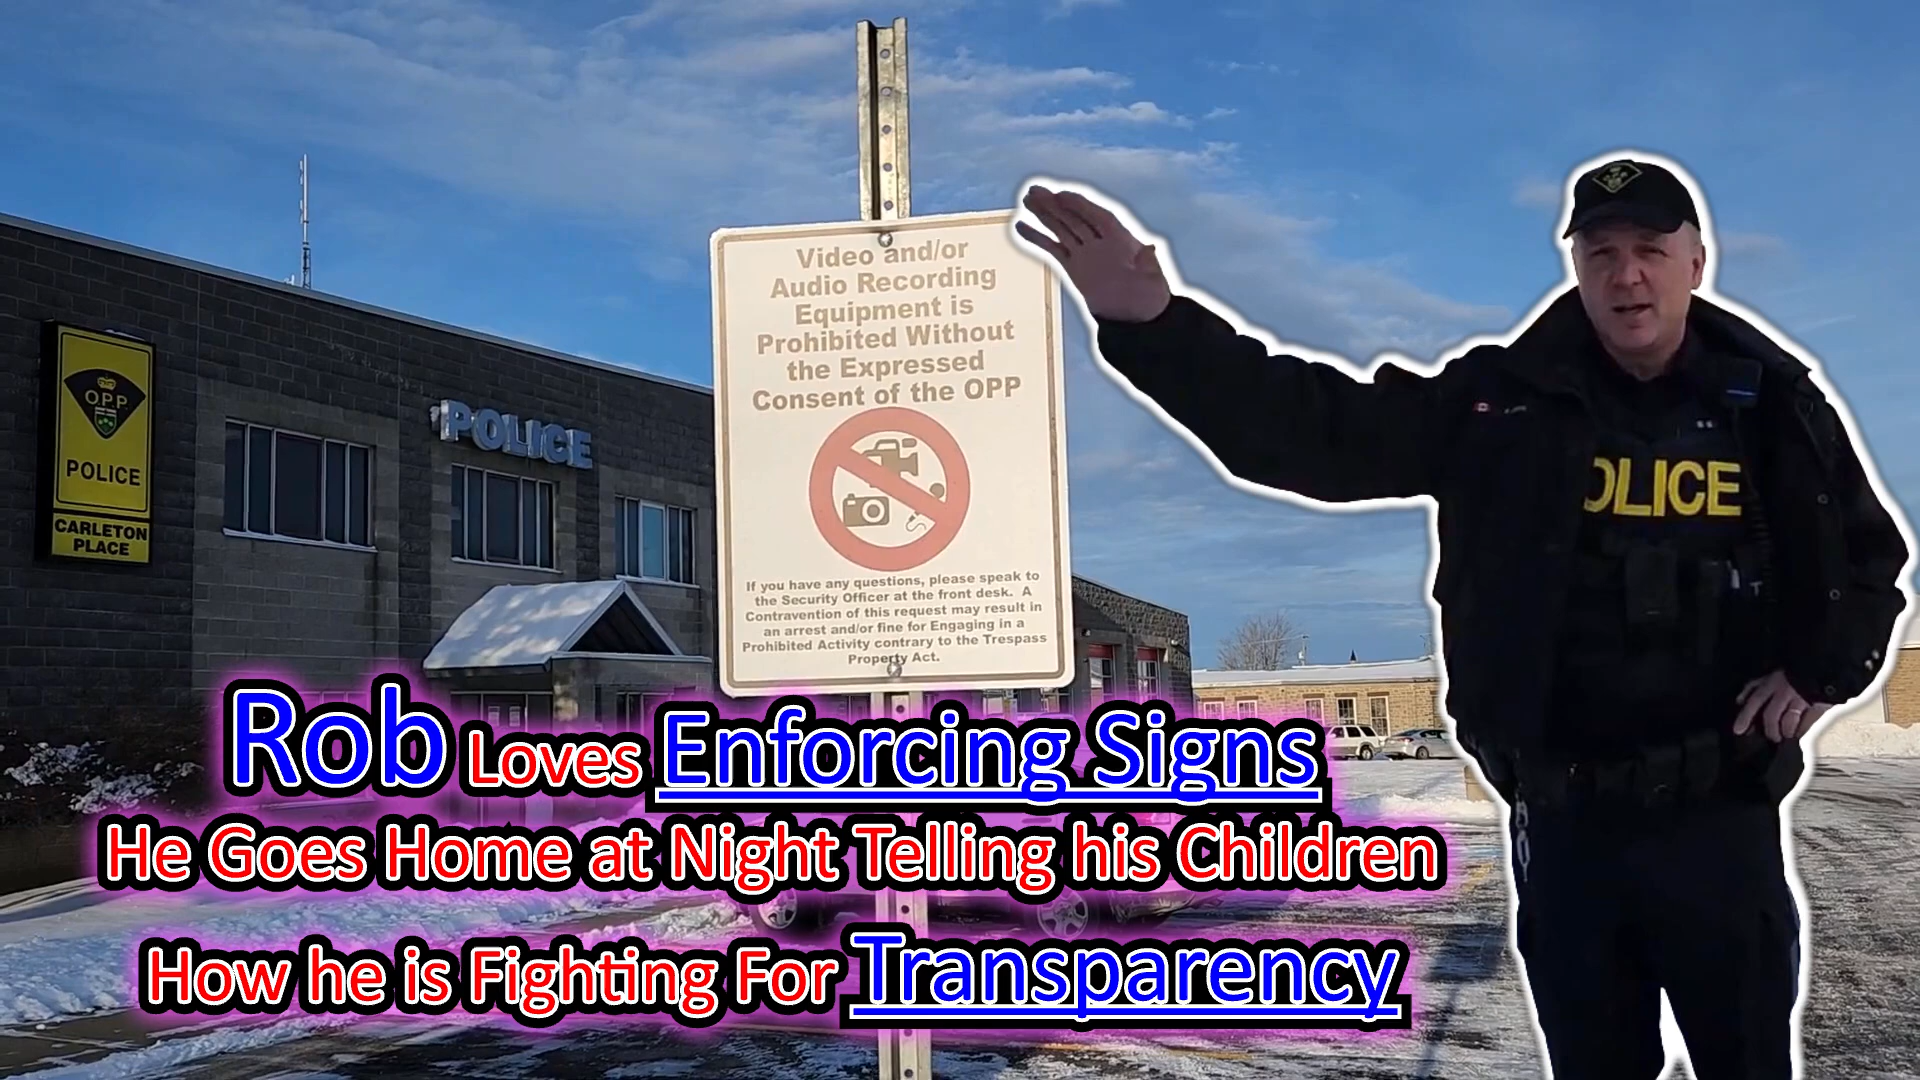 Video and/or
Audio Recording
Equipment is
Prohibited Without
the Expressed
Consent of the OPP
If you have any questions, please speak to
the Security Officer at the front desk. A
Contravention of this request may result in
an arrest and/or fine for Engaging in a
Prohibited Activity contrary to the Trespass
Property Act.
OPP
POLICE
CARLETON
PLACE
POLICE
OLICE
Rob Loves Enforcing Signs
He Goes Home at Night Telling his Children
How he is Fighting For Transparency